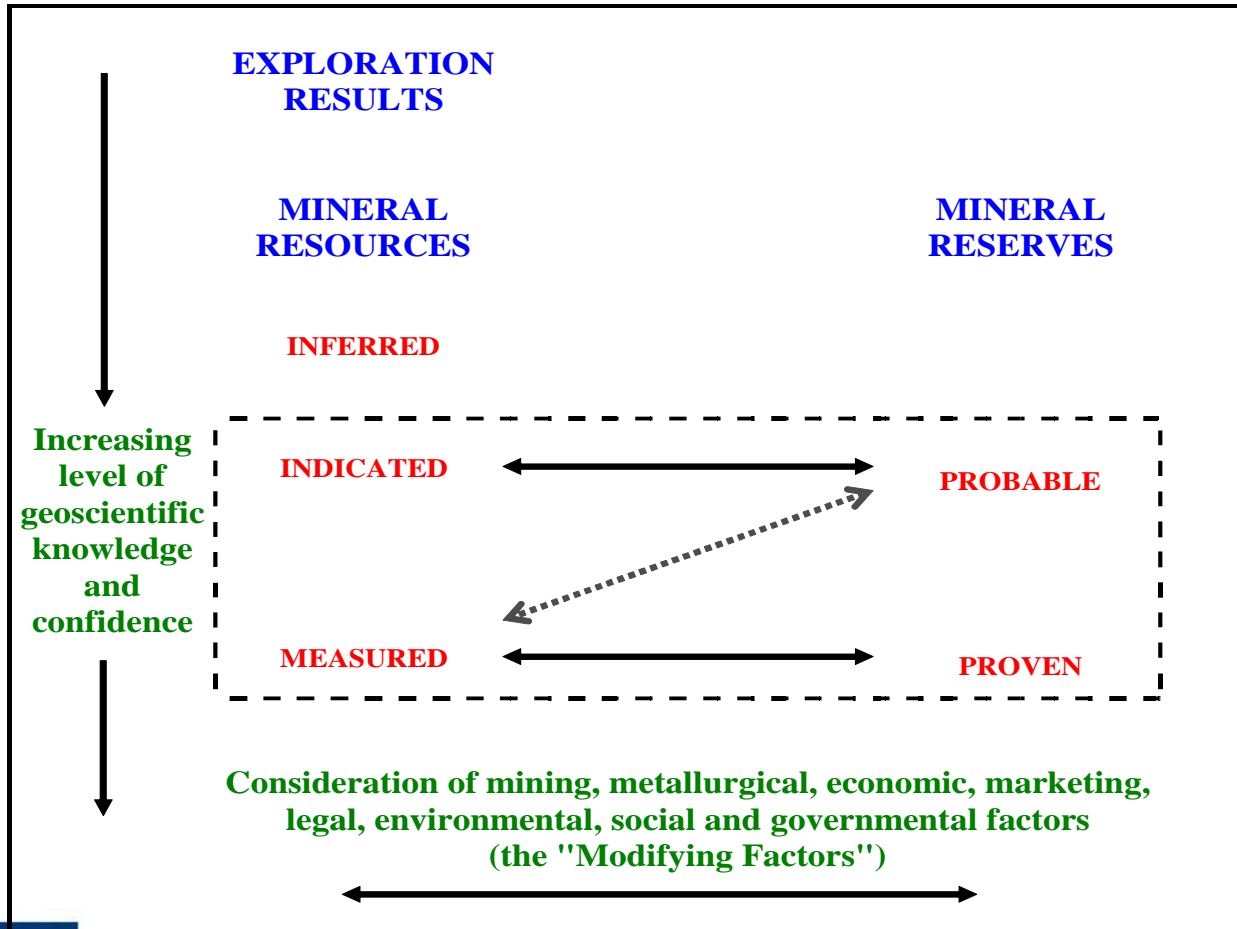 EXPLORATION
RESULTS
MINERAL
RESOURCES
MINERAL
RESERVES
INFERRED
Increasing
level of
geoscientific
knowledge
and
confidence
INDICATED
PROBABLE
MEASURED
PROVEN
Consideration of mining, metallurgical, economic, marketing,
legal, environmental, social and governmental factors
(the "Modifying Factors")